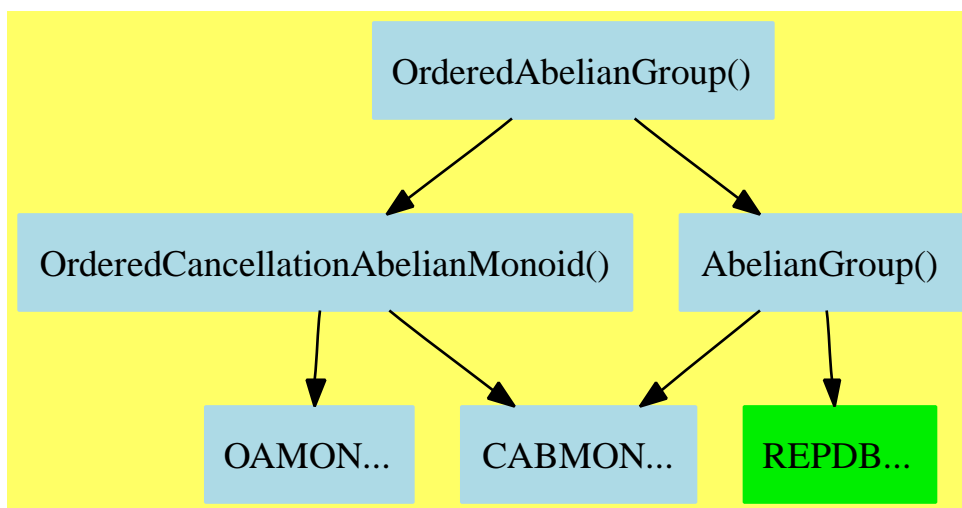 OrderedAbelianGroup()
OrderedCancellationAbelianMonoid()
AbelianGroup()
OAMON...
CABMON...
REPDB...